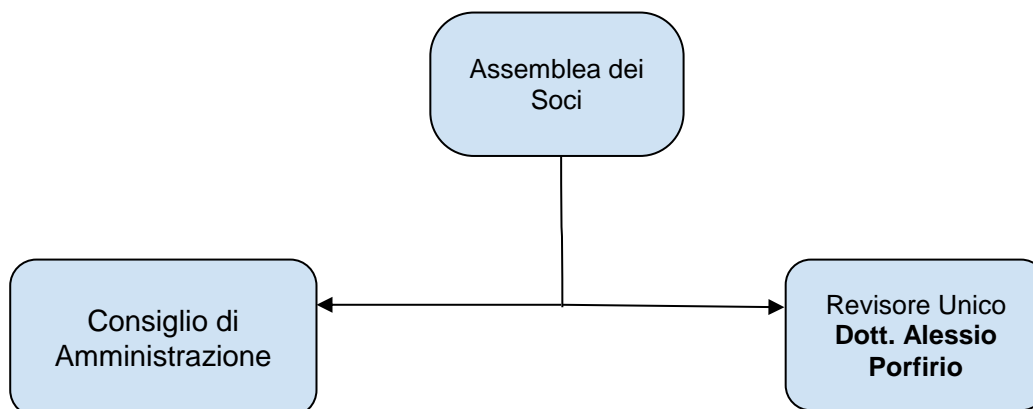 Assemblea dei
Soci
Consiglio di
Amministrazione
Revisore Unico
Dott. Alessio
Porfirio